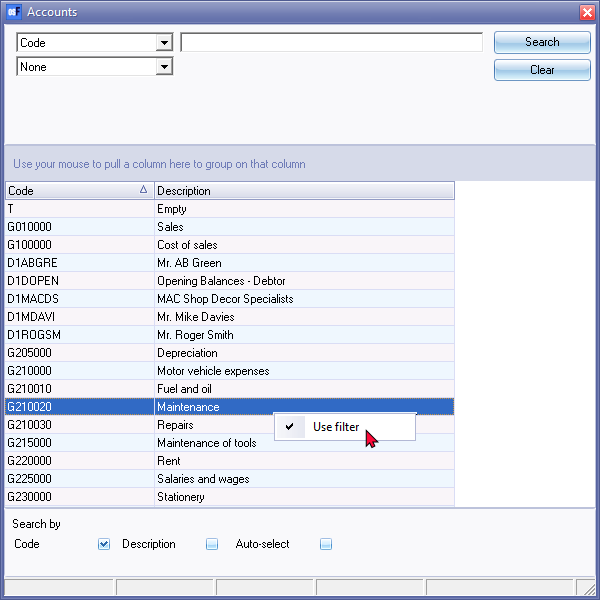 Accounts
Code Search
None Clear
Use your mouse to pull a column here to group on that column
Code Description
T Empty
G010000 Sales
G100000 Cost of sales
D1ABGRE Mr. AB Green
D1DOPEN Opening Balances - Debtor
D1MACDS MAC Shop Decor Specialists
D1MDAVI Mr. Mike Davies
D1ROGSM Mr. Roger Smith
G205000 Depreciation
G210000 Motor vehicle expenses
G210010 Fuel and oil
G210020 Maintenance
G210030 Repairs Use filter
G215000 Maintenance of tools
G220000 Rent
G225000 Salaries and wages
G230000 Stationery
Search by
Code Description Auto-select